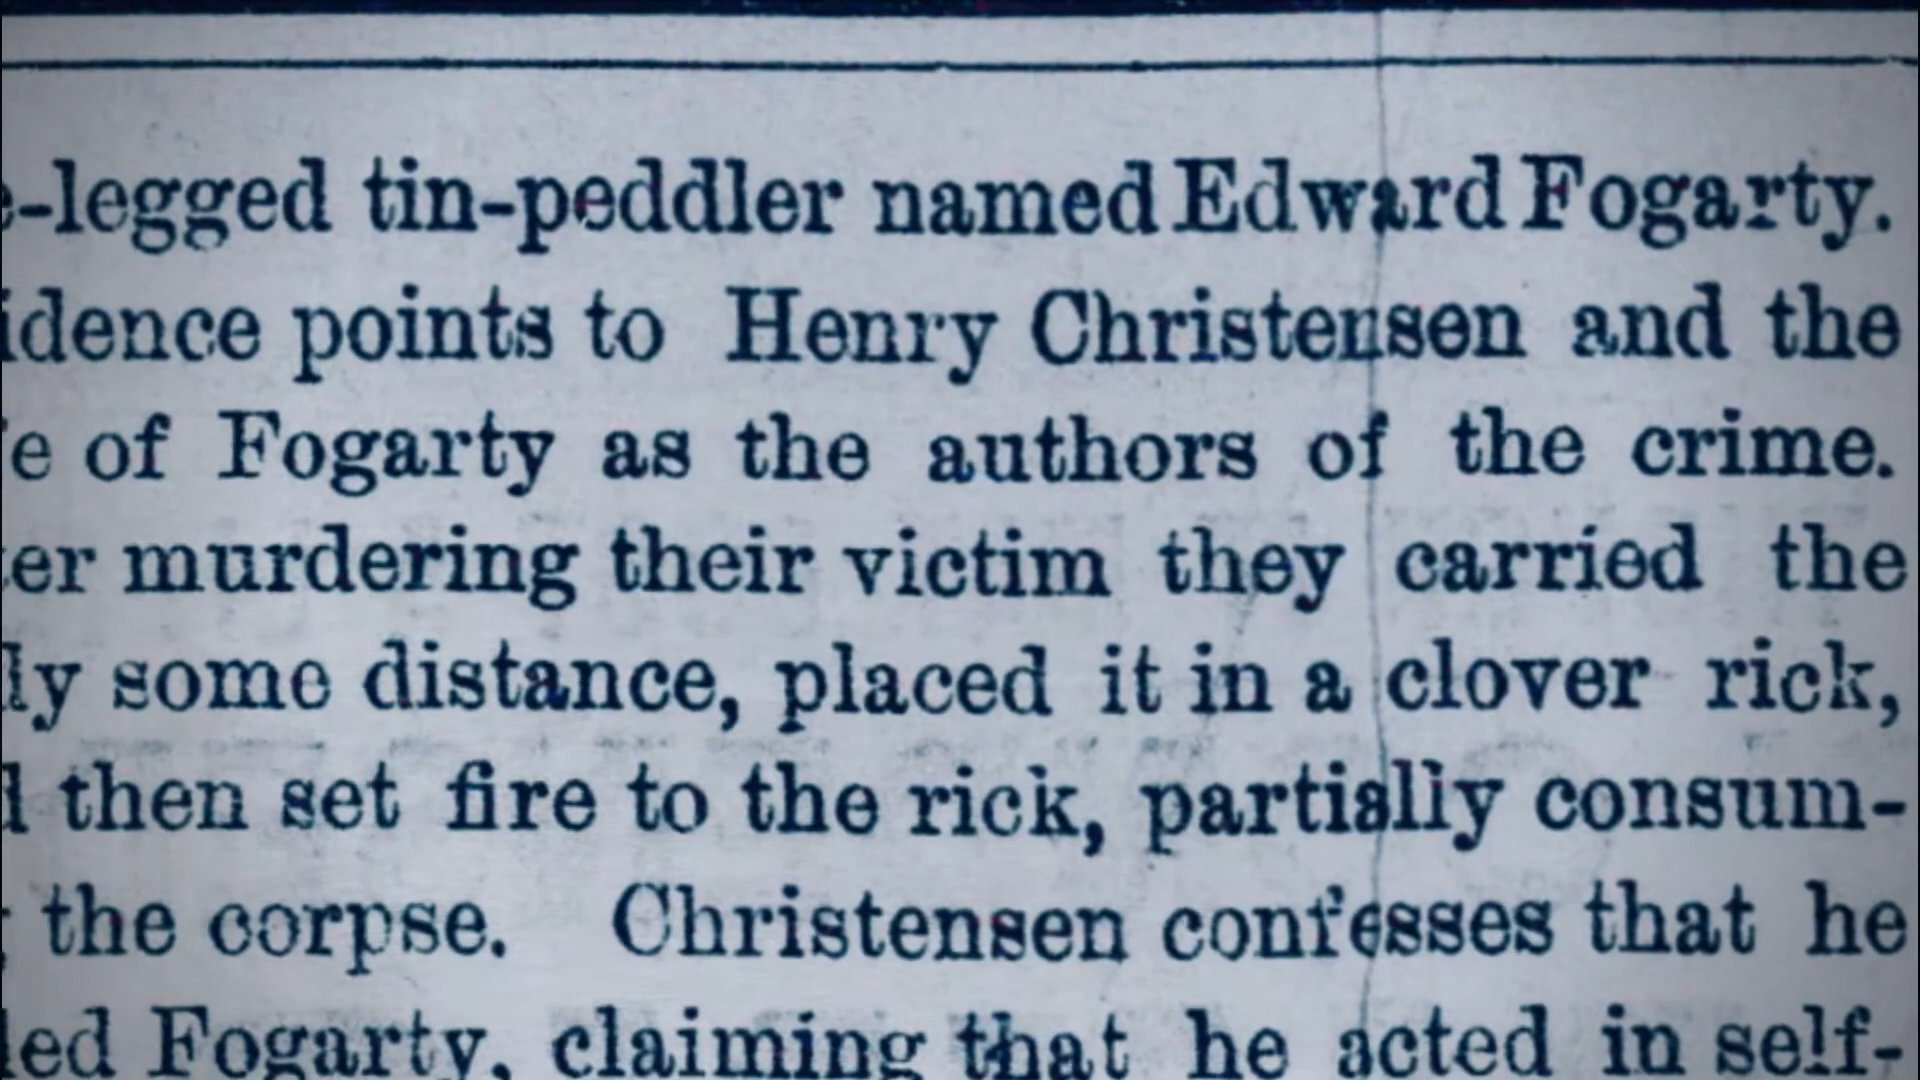 -legged tin-peddler named Edward Fogarty.
idence points to Henry Christensen and the
e of Fogarty as the authors of the crime.
er murdering their victim they carried the
ly some distance, placed it in a clover rick,
then set fire to the rick, partially consum-
the corpse. Christensen confesses that he
led Fogarty, claiming that he acted in self-